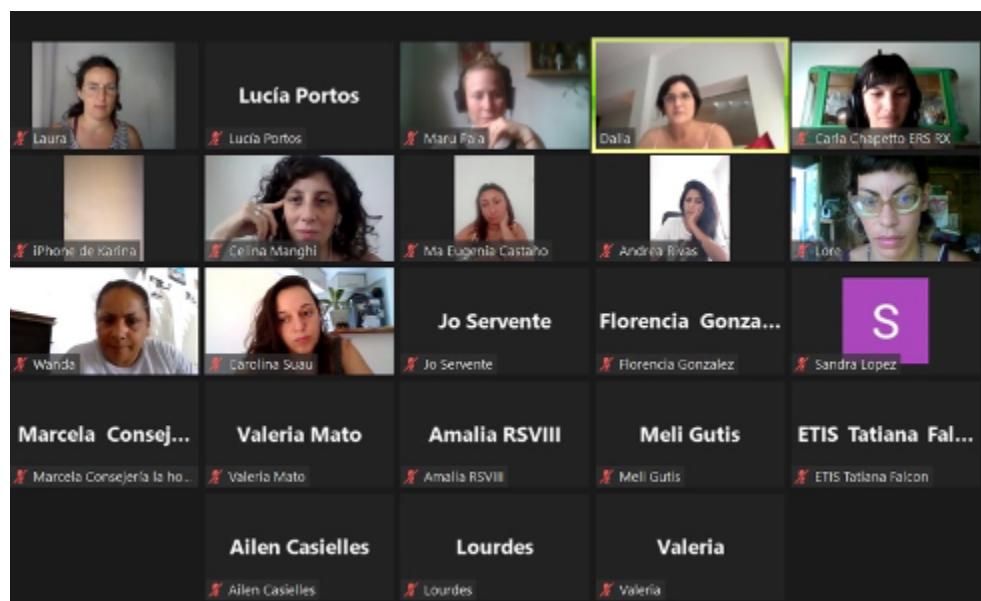 Laura
Lucía Portos
Lucía Portos
Maru Paia
Dalia
Carla Chapetto ERS RX
iPhone de Karina
Celina Manghi
Ma Eugenia Castaño
Andrea Rivas
Lore
Wanda
Carolina Suau
Jo Servente
Jo Servente
Florencia Gonza...
Florencia Gonzalez
S
Sandra Lopez
Marcela Consej...
Marcela Consejería la ho...
Valeria Mato
Valeria Mato
Amalia RSVIII
Amalia RSVIII
Meli Gutis
Meli Gutis
ETIS Tatiana Fal...
ETIS Tatiana Falcon
Ailen Casielles
Ailen Casielles
Lourdes
Lourdes
Valeria
Valeria